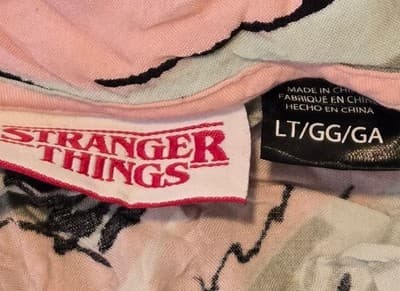 STRANGER
THINGS
MADE IN CHINA
FABRIQUÉ EN CHINE
HECHO EN CHINA
LT/GG/GA